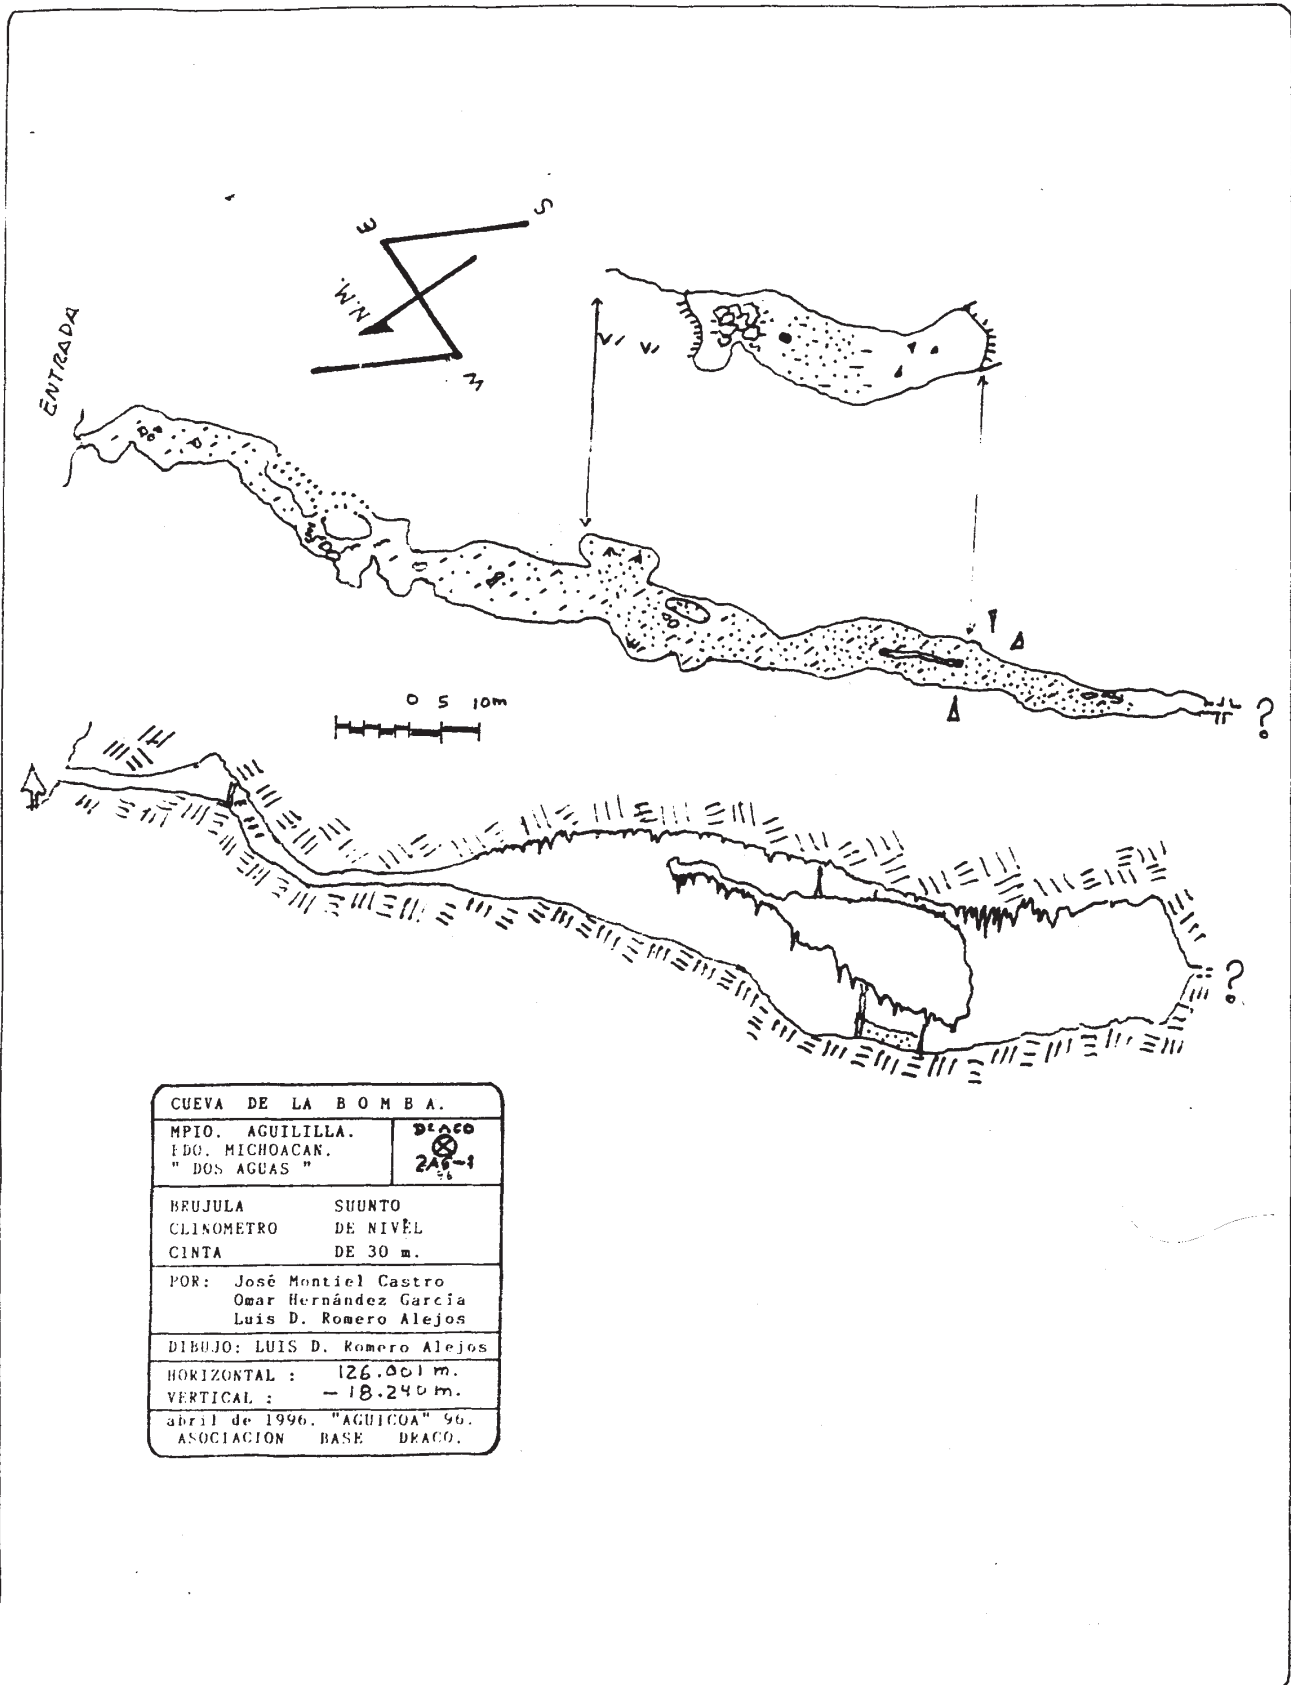 S
E
N.M.
W
ENTRADA
?
0 5 10m
?
CUEVA DE LA B O M B A.
MPIO. AGUILILLA.
EDO. MICHOACAN.
" DOS AGUAS "
DRACO
2AG-1
96
BRUJULA SUUNTO
CLINOMETRO DE NIVEL
CINTA DE 30 m.
POR: José Montiel Castro
Omar Hernández García
Luis D. Romero Alejos
DIBUJO: LUIS D. Romero Alejos
HORIZONTAL : 126.001 m.
VERTICAL : - 18.240 m.
abril de 1996. "AGUICOA" 96.
ASOCIACION BASE DRACO.